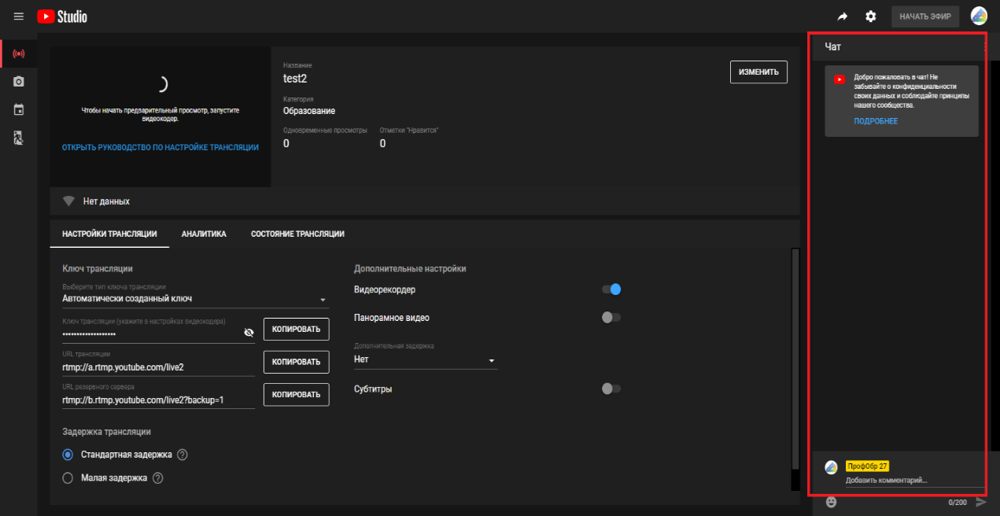 Studio
НАЧАТЬ ЭФИР
Чтобы начать предварительный просмотр, запустите
видеокодер.
ОТКРЫТЬ РУКОВОДСТВО ПО НАСТРОЙКЕ ТРАНСЛЯЦИИ
Название
test2
ИЗМЕНИТЬ
Категория
Образование
Одновременные просмотры
Отметки "Нравится"
0
0
Нет данных
НАСТРОЙКИ ТРАНСЛЯЦИИ
АНАЛИТИКА
СОСТОЯНИЕ ТРАНСЛЯЦИИ
Ключ трансляции
Выберите тип ключа трансляции
Автоматически созданный ключ
Ключ трансляции (укажите в настройках видеокодера)
••••••••••••••••••••
КОПИРОВАТЬ
URL трансляции
rtmp://a.rtmp.youtube.com/live2
КОПИРОВАТЬ
URL резервного сервера
rtmp://b.rtmp.youtube.com/live2?backup=1
КОПИРОВАТЬ
Задержка трансляции
Стандартная задержка ?
Малая задержка ?
Дополнительные настройки
Видеорекордер
Панорамное видео
Дополнительная задержка
Нет
Субтитры
Чат
Добро пожаловать в чат! Не
забывайте о конфиденциальности
своих данных и соблюдайте принципы
нашего сообщества.
ПОДРОБНЕЕ
ПрофОбр 27
Добавить комментарий...
0/200